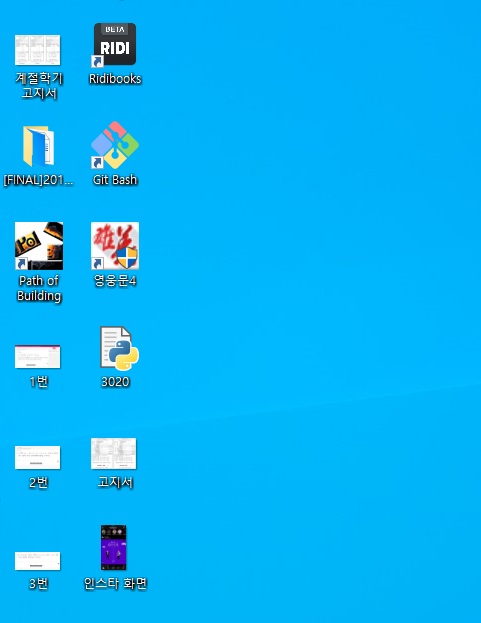 BETA
RIDI
계절학기
고지서
Ridibooks
[FINAL]201...
Git Bash
Path of
Building
영웅문4
1번
3020
2번
고지서
3번
인스타 화면